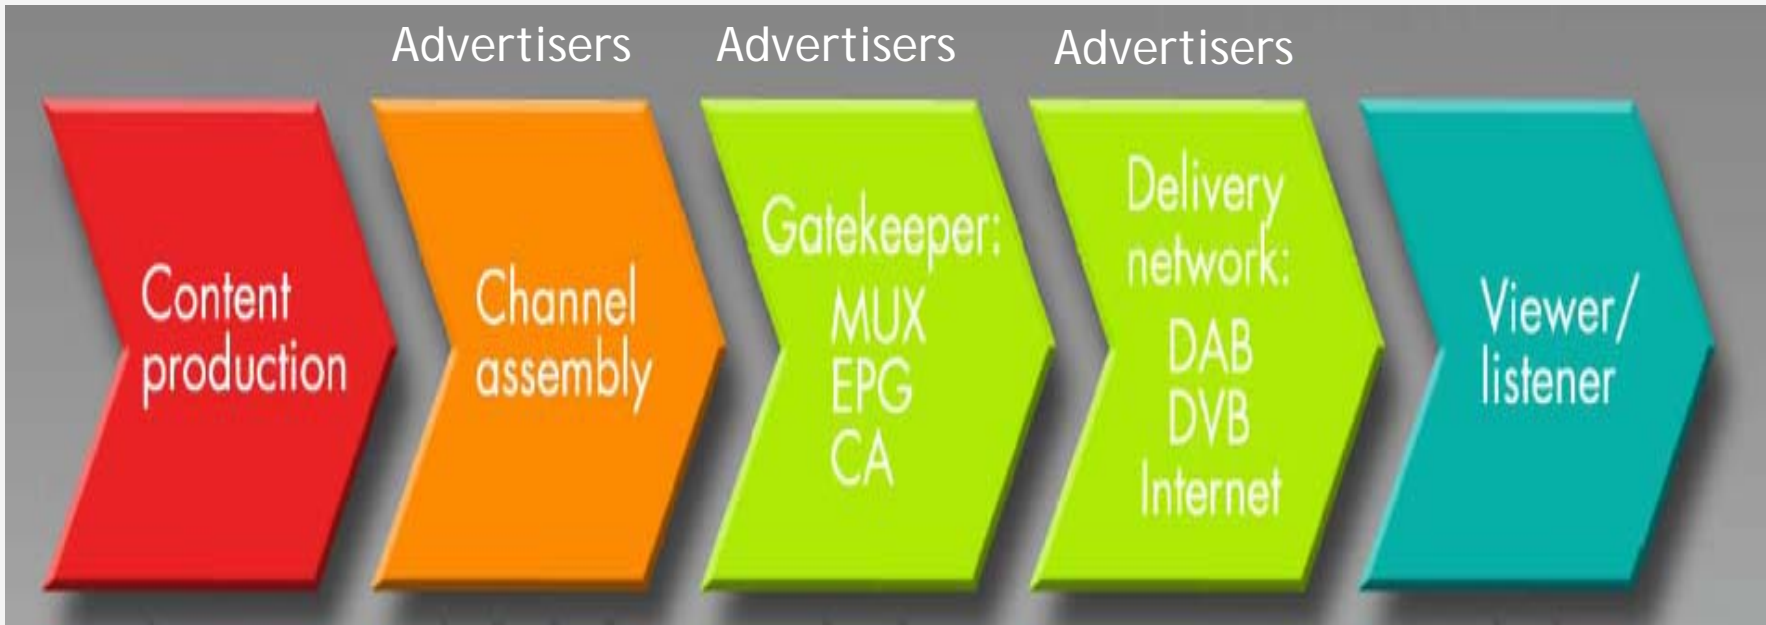 Advertisers
Advertisers
Advertisers
Content
production
Channel
assembly
Gatekeeper:
MUX
EPG
CA
Delivery
network:
DAB
DVB
Internet
Viewer/
listener